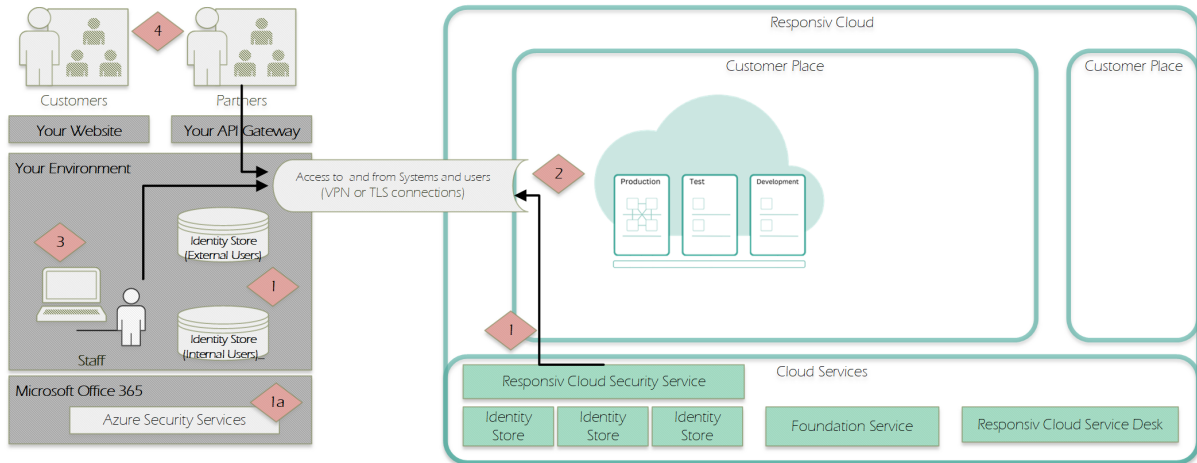 4
Customers
Partners
Your Website
Your API Gateway
Your Environment
Access to and from Systems and users
(VPN or TLS connections)
3
Identity Store
(External Users)
1
Identity Store
(Internal Users)...
Staff
Microsoft Office 365
1a
Azure Security Services
Responsiv Cloud
Customer Place
Customer Place
2
Production
Test
Development
1
Cloud Services
Responsiv Cloud Security Service
Identity
Store
Identity
Store
Identity
Store
Foundation Service
Responsiv Cloud Service Desk